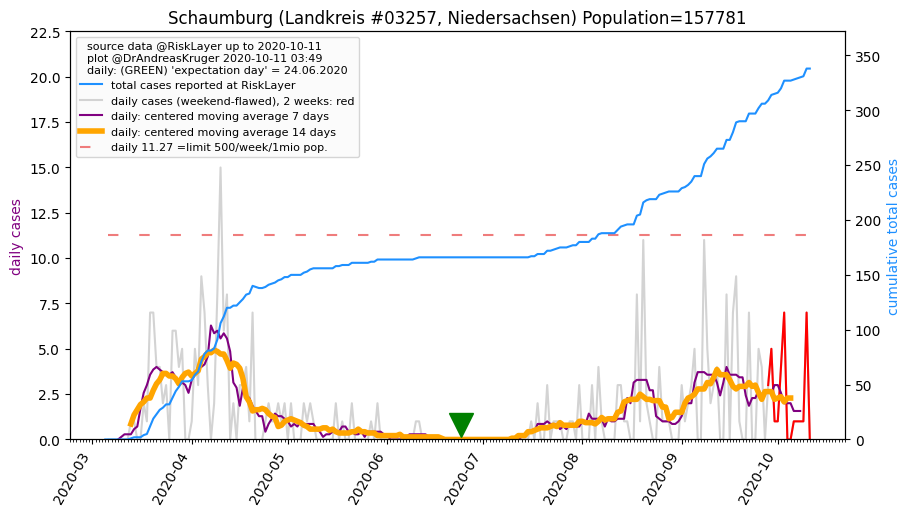 Schaumburg (Landkreis #03257, Niedersachsen) Population=157781
source data @RiskLayer up to 2020-10-11
plot @DrAndreasKruger 2020-10-11 03:49
daily: (GREEN) 'expectation day' = 24.06.2020
total cases reported at RiskLayer
daily cases (weekend-flawed), 2 weeks: red
daily: centered moving average 7 days
daily: centered moving average 14 days
daily 11.27 =limit 500/week/1mio pop.
daily cases
22.5
20.0
17.5
15.0
12.5
10.0
7.5
5.0
2.5
0.0
350
300
250
200
150
100
50
0
cumulative total cases
2020-03
2020-04
2020-05
2020-06
2020-07
2020-08
2020-09
2020-10